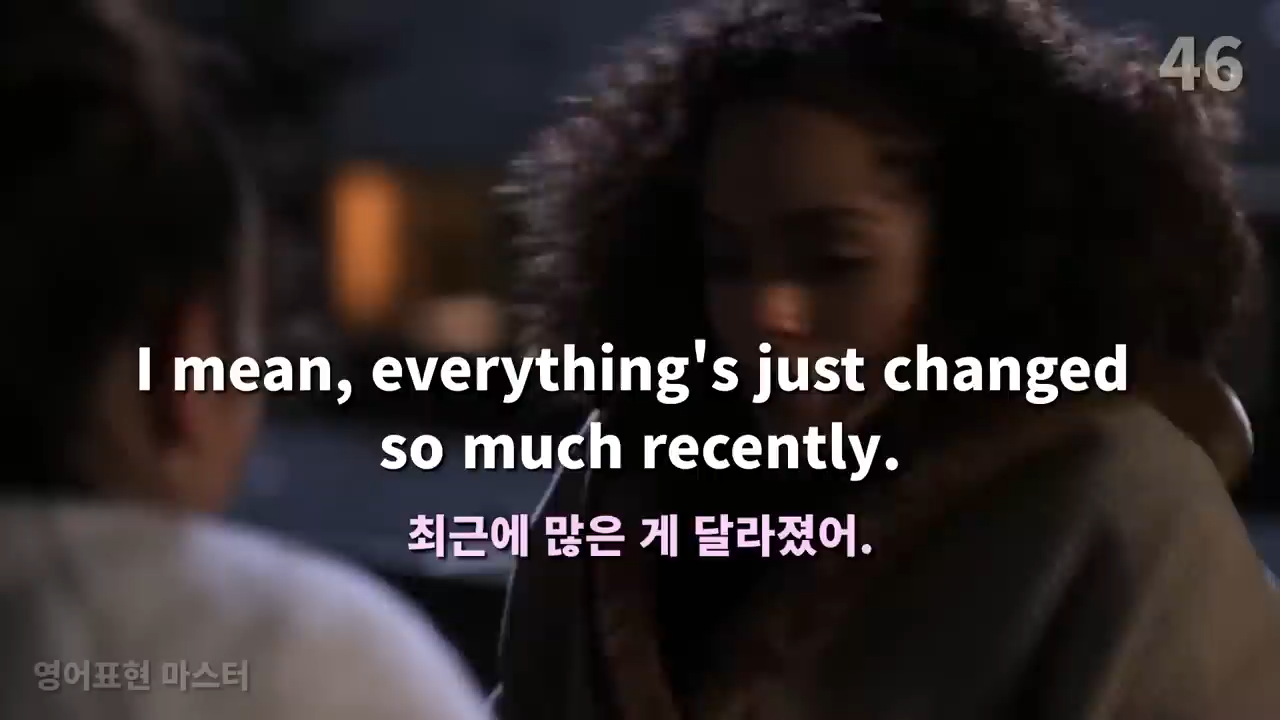 46
I mean, everything's just changed
so much recently.
최근에 많은 게 달라졌어.
영어표현 마스터